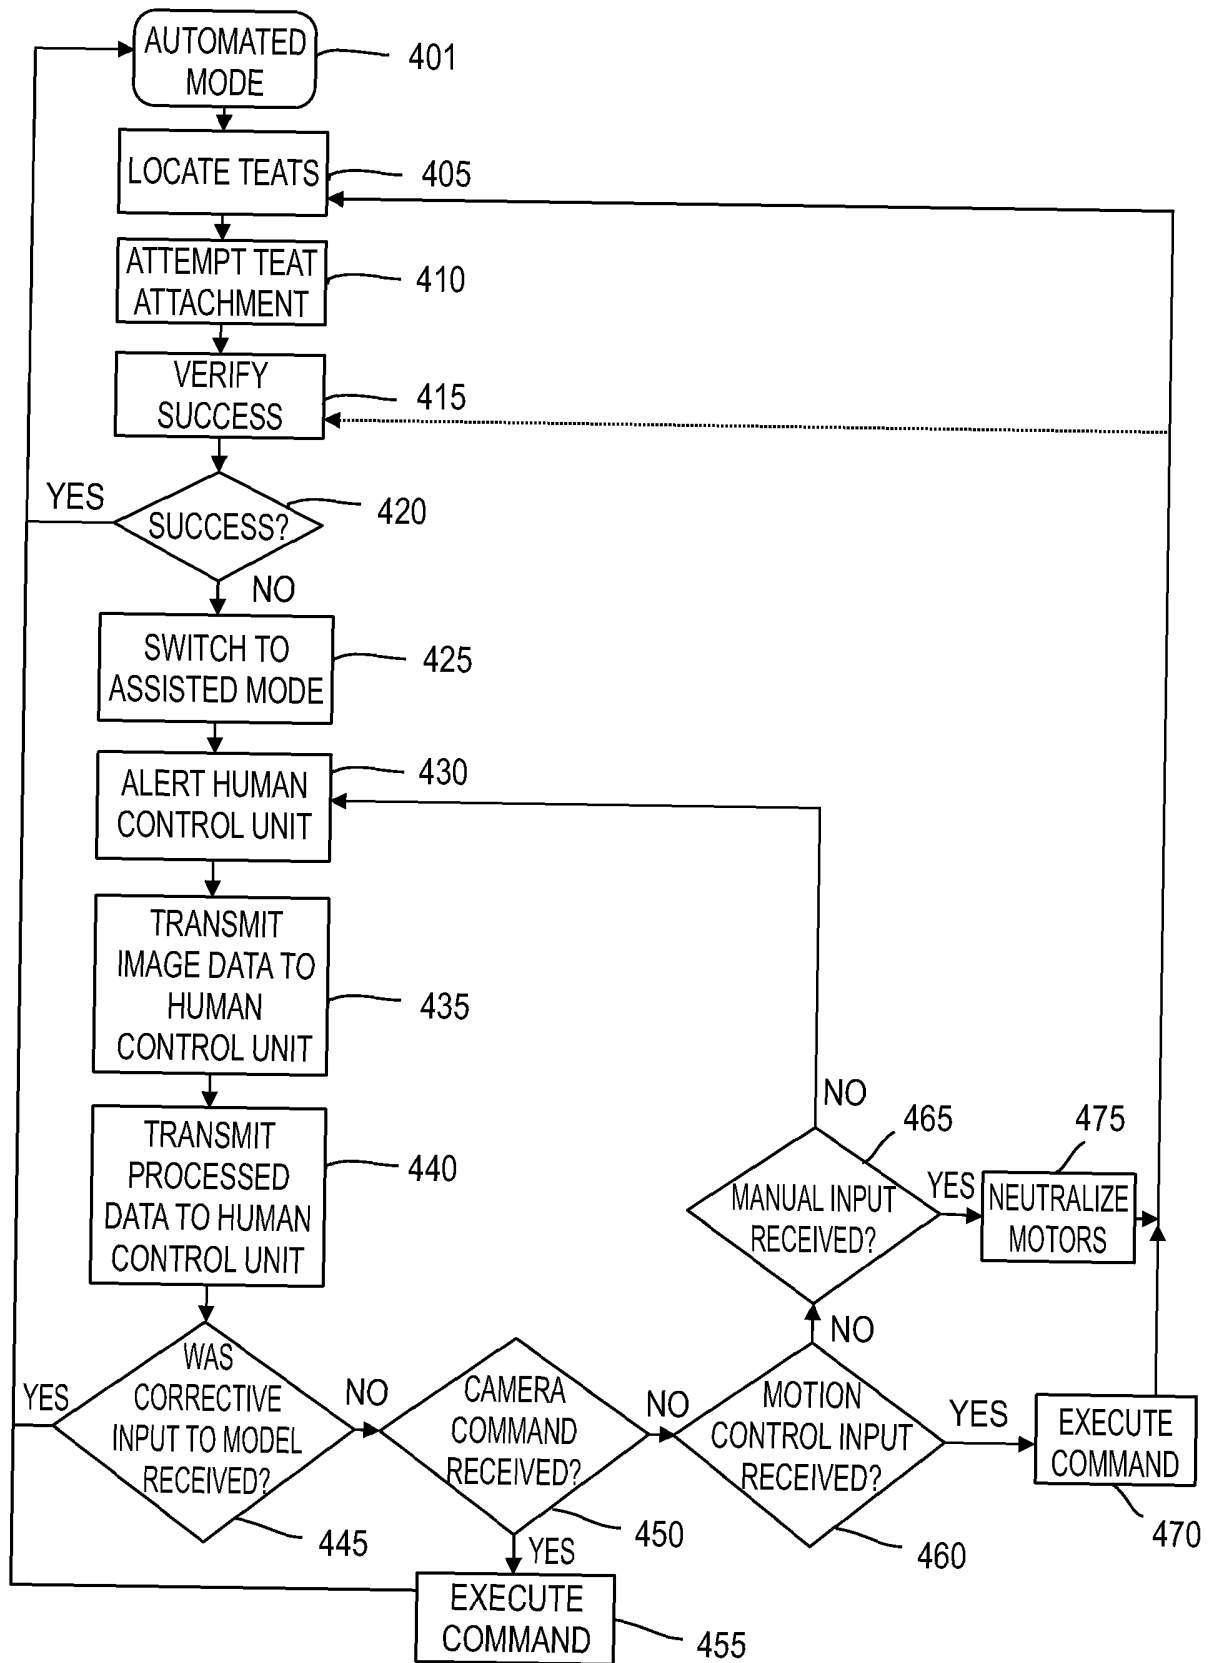 AUTOMATED
MODE
401
LOCATE TEATS
405
ATTEMPT TEAT
ATTACHMENT
410
VERIFY
SUCCESS
415
YES
SUCCESS?
420
NO
SWITCH TO
ASSISTED MODE
425
ALERT HUMAN
CONTROL UNIT
430
TRANSMIT
IMAGE DATA TO
HUMAN
CONTROL UNIT
435
TRANSMIT
PROCESSED
DATA TO HUMAN
CONTROL UNIT
440
NO
465
MANUAL INPUT
RECEIVED?
YES
475
NEUTRALIZE
MOTORS
NO
YES
WAS
CORRECTIVE
INPUT TO MODEL
RECEIVED?
445
NO
CAMERA
COMMAND
RECEIVED?
450
NO
MOTION
CONTROL INPUT
RECEIVED?
460
YES
EXECUTE
COMMAND
470
YES
EXECUTE
COMMAND
455